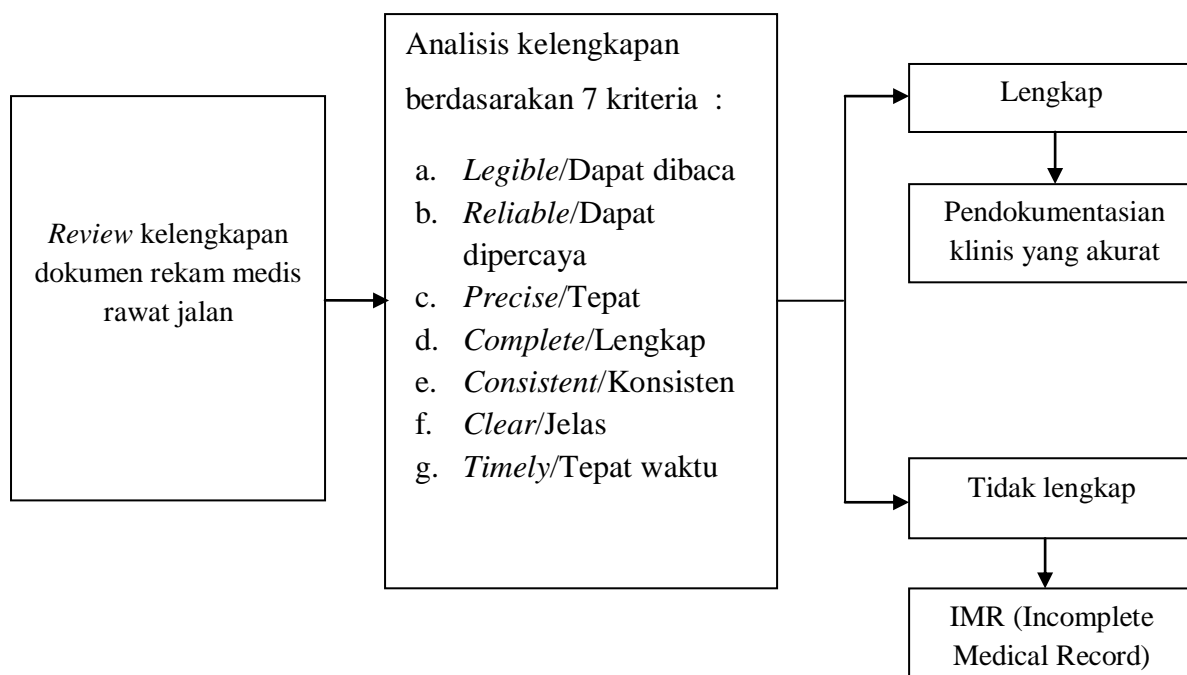 Review kelengkapan
dokumen rekam medis
rawat jalan
Analisis kelengkapan
berdasarakan 7 kriteria :
a. Legible/Dapat dibaca
b. Reliable/Dapat
dipercaya
c. Precise/Tepat
d. Complete/Lengkap
e. Consistent/Konsisten
f. Clear/Jelas
g. Timely/Tepat waktu
Lengkap
Pendokumentasian
klinis yang akurat
Tidak lengkap
IMR (Incomplete
Medical Record)